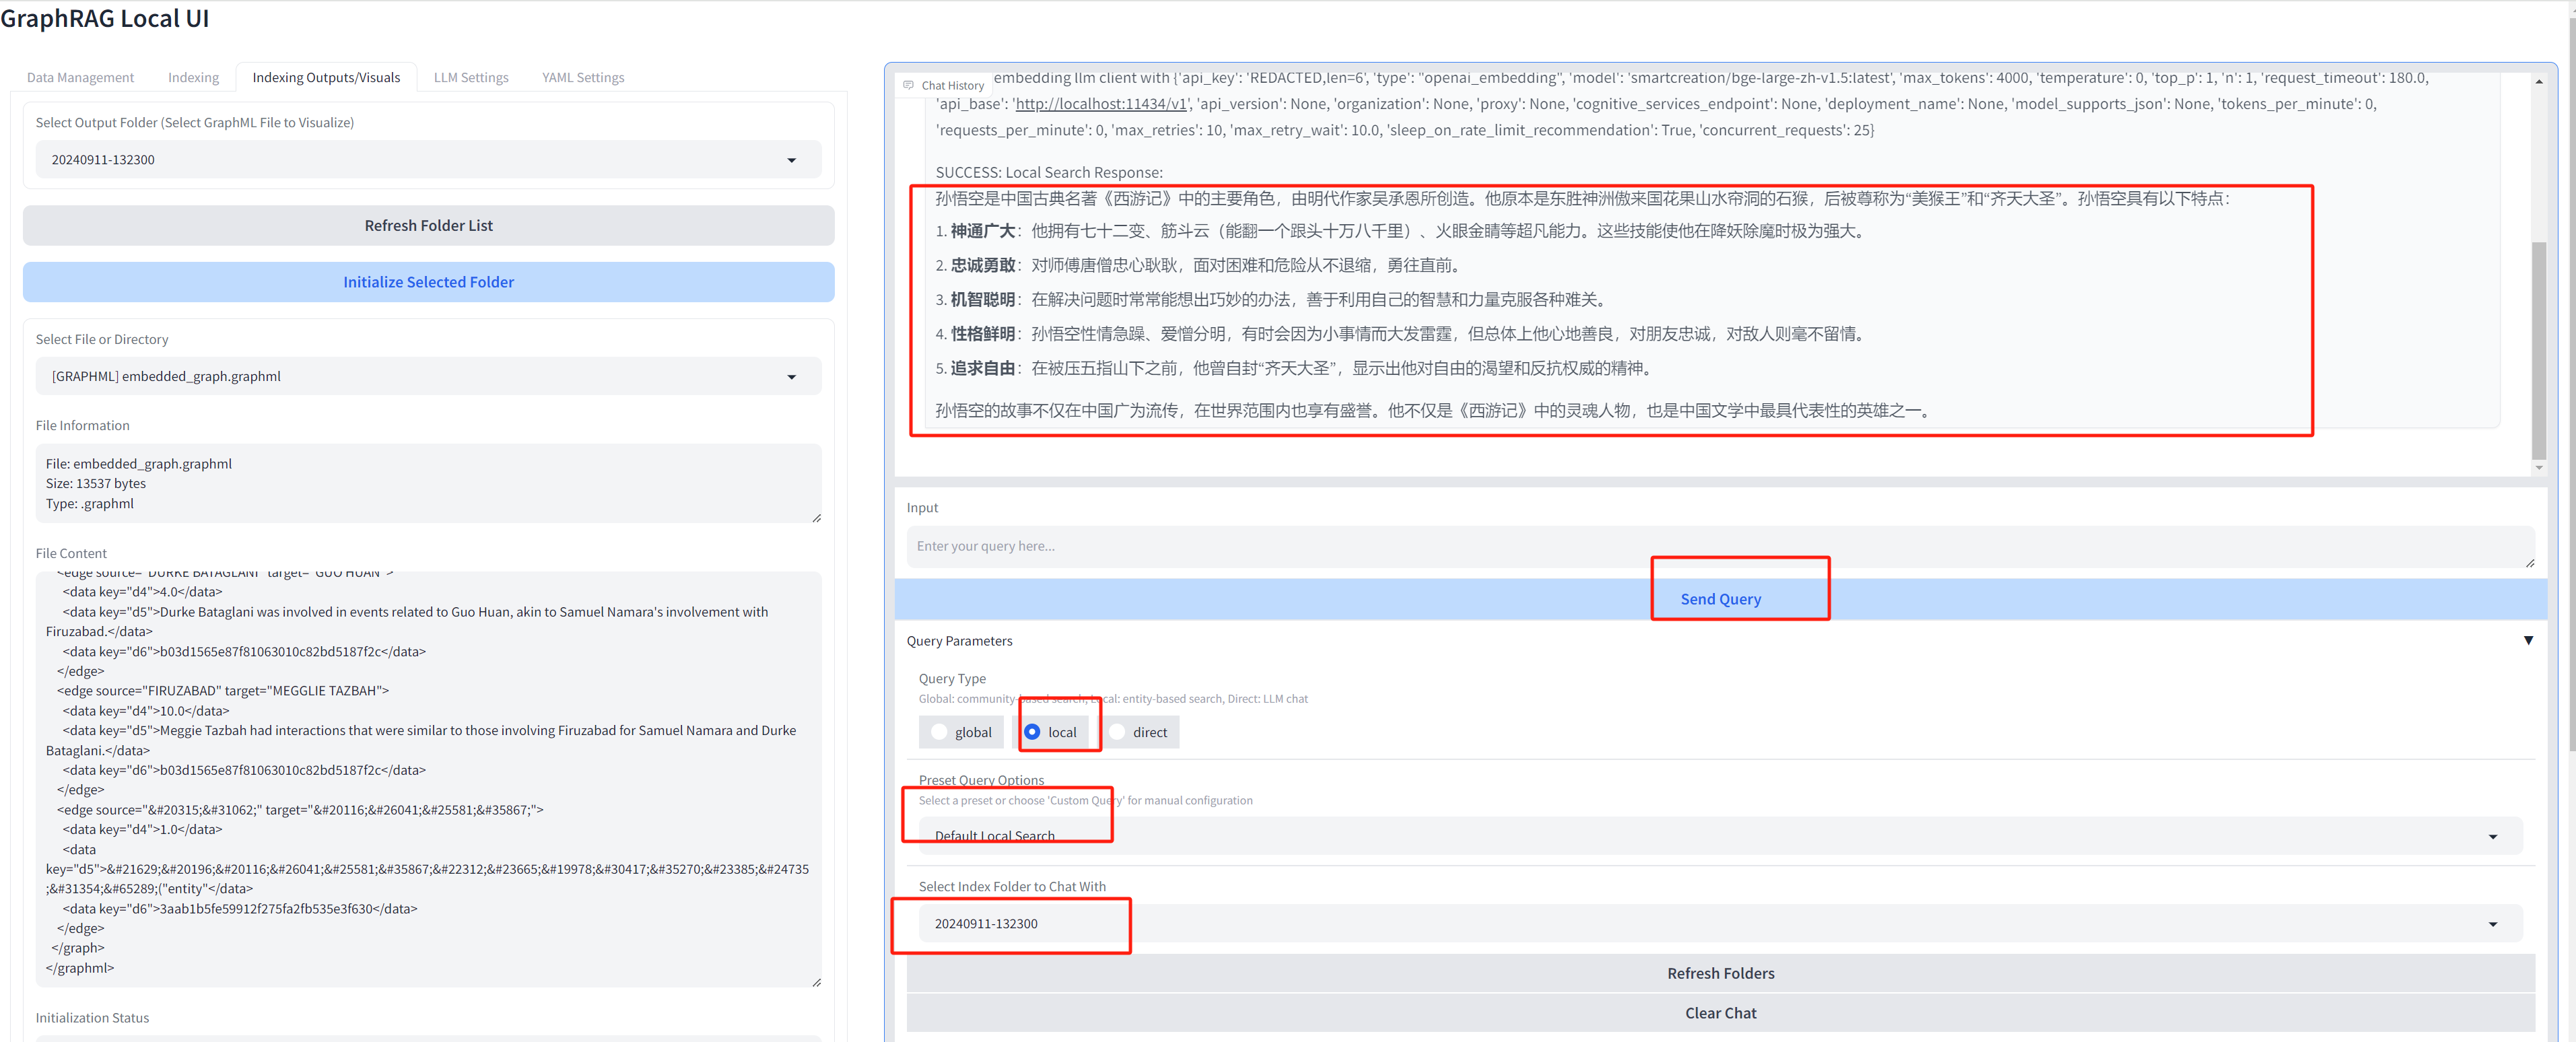 GraphRAG Local UI
Data Management
Indexing
Indexing Outputs/Visuals
LLM Settings
YAML Settings
Select Output Folder (Select GraphML File to Visualize)
20240911-132300
Refresh Folder List
Initialize Selected Folder
Select File or Directory
[GRAPHML] embedded_graph.graphml
File Information
File: embedded_graph.graphml
Size: 13537 bytes
Type: .graphml
File Content
<edge source="DURKE BATAGLANI" target="GUO HUAN">
<data key="d4">4.0</data>
<data key="d5">Durke Bataglani was involved in events related to Guo Huan, akin to Samuel Namara's involvement with
Firuzabad.</data>
<data key="d6">b03d1565e87f81063010c82bd5187f2c</data>
</edge>
<edge source="FIRUZABAD" target="MEGGLIE TAZBAH">
<data key="d4">10.0</data>
<data key="d5">Meggie Tazbah had interactions that were similar to those involving Firuzabad for Samuel Namara and Durke
Bataglani.</data>
<data key="d6">b03d1565e87f81063010c82bd5187f2c</data>
</edge>
<edge source="&#20315;&#31062;" target="&#20116;&#26041;&#25581;&#35867;">
<data key="d4">1.0</data>
<data
key="d5">&#21629;&#20196;&#20116;&#26041;&#25581;&#35867;&#22312;&#23665;&#19978;&#30417;&#35270;&#23385;&#24735
;&#31354;&#65289;("entity"</data>
<data key="d6">3aab1b5fe59912f275fa2fb535e3f630</data>
</edge>
</graph>
</graphml>
Initialization Status
Chat History
embedding llm client with {'api_key': 'REDACTED,len=6', 'type': "openai_embedding", 'model': 'smartcreation/bge-large-zh-v1.5:latest', 'max_tokens': 4000, 'temperature': 0, 'top_p': 1, 'n': 1, 'request_timeout': 180.0,
'api_base': 'http://localhost:11434/v1', 'api_version': None, 'organization': None, 'proxy': None, 'cognitive_services_endpoint': None, 'deployment_name': None, 'model_supports_json': None, 'tokens_per_minute': 0,
'requests_per_minute': 0, 'max_retries': 10, 'max_retry_wait': 10.0, 'sleep_on_rate_limit_recommendation': True, 'concurrent_requests': 25}
SUCCESS: Local Search Response:
孙悟空是中国古典名著《西游记》中的主要角色，由明代作家吴承恩所创造。他原本是东胜神洲傲来国花果山水帘洞的石猴，后被尊称为“美猴王”和“齐天大圣”。孙悟空具有以下特点：
1. 神通广大：他拥有七十二变、筋斗云（能翻一个跟头十万八千里）、火眼金睛等超凡能力。这些技能使他在降妖除魔时极为强大。
2. 忠诚勇敢：对师傅唐僧忠心耿耿，面对困难和危险从不退缩，勇往直前。
3. 机智聪明：在解决问题时常常能想出巧妙的办法，善于利用自己的智慧和力量克服各种难关。
4. 性格鲜明：孙悟空性情急躁、爱憎分明，有时会因为小事情而大发雷霆，但总体上他心地善良，对朋友忠诚，对敌人则毫不留情。
5. 追求自由：在被压五指山下之前，他曾自封“齐天大圣”，显示出他对自由的渴望和反抗权威的精神。
孙悟空的故事不仅在中国广为流传，在世界范围内也享有盛誉。他不仅是《西游记》中的灵魂人物，也是中国文学中最具代表性的英雄之一。
Input
Enter your query here...
Send Query
Query Parameters
Query Type
Global: community-based search, Local: entity-based search, Direct: LLM chat
global
local
direct
Preset Query Options
Select a preset or choose 'Custom Query' for manual configuration
Default Local Search
Select Index Folder to Chat With
20240911-132300
Refresh Folders
Clear Chat